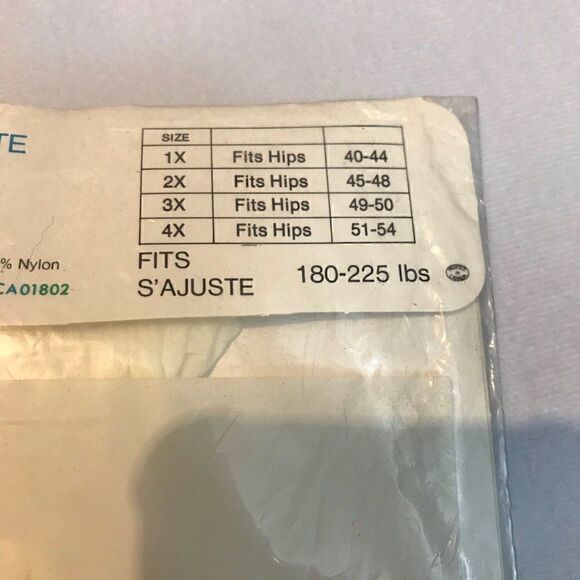 TE
SIZE
1X Fits Hips 40-44
2X Fits Hips 45-48
3X Fits Hips 49-50
4X Fits Hips 51-54
% Nylon
CA01802
FITS
S'AJUSTE 180-225 lbs